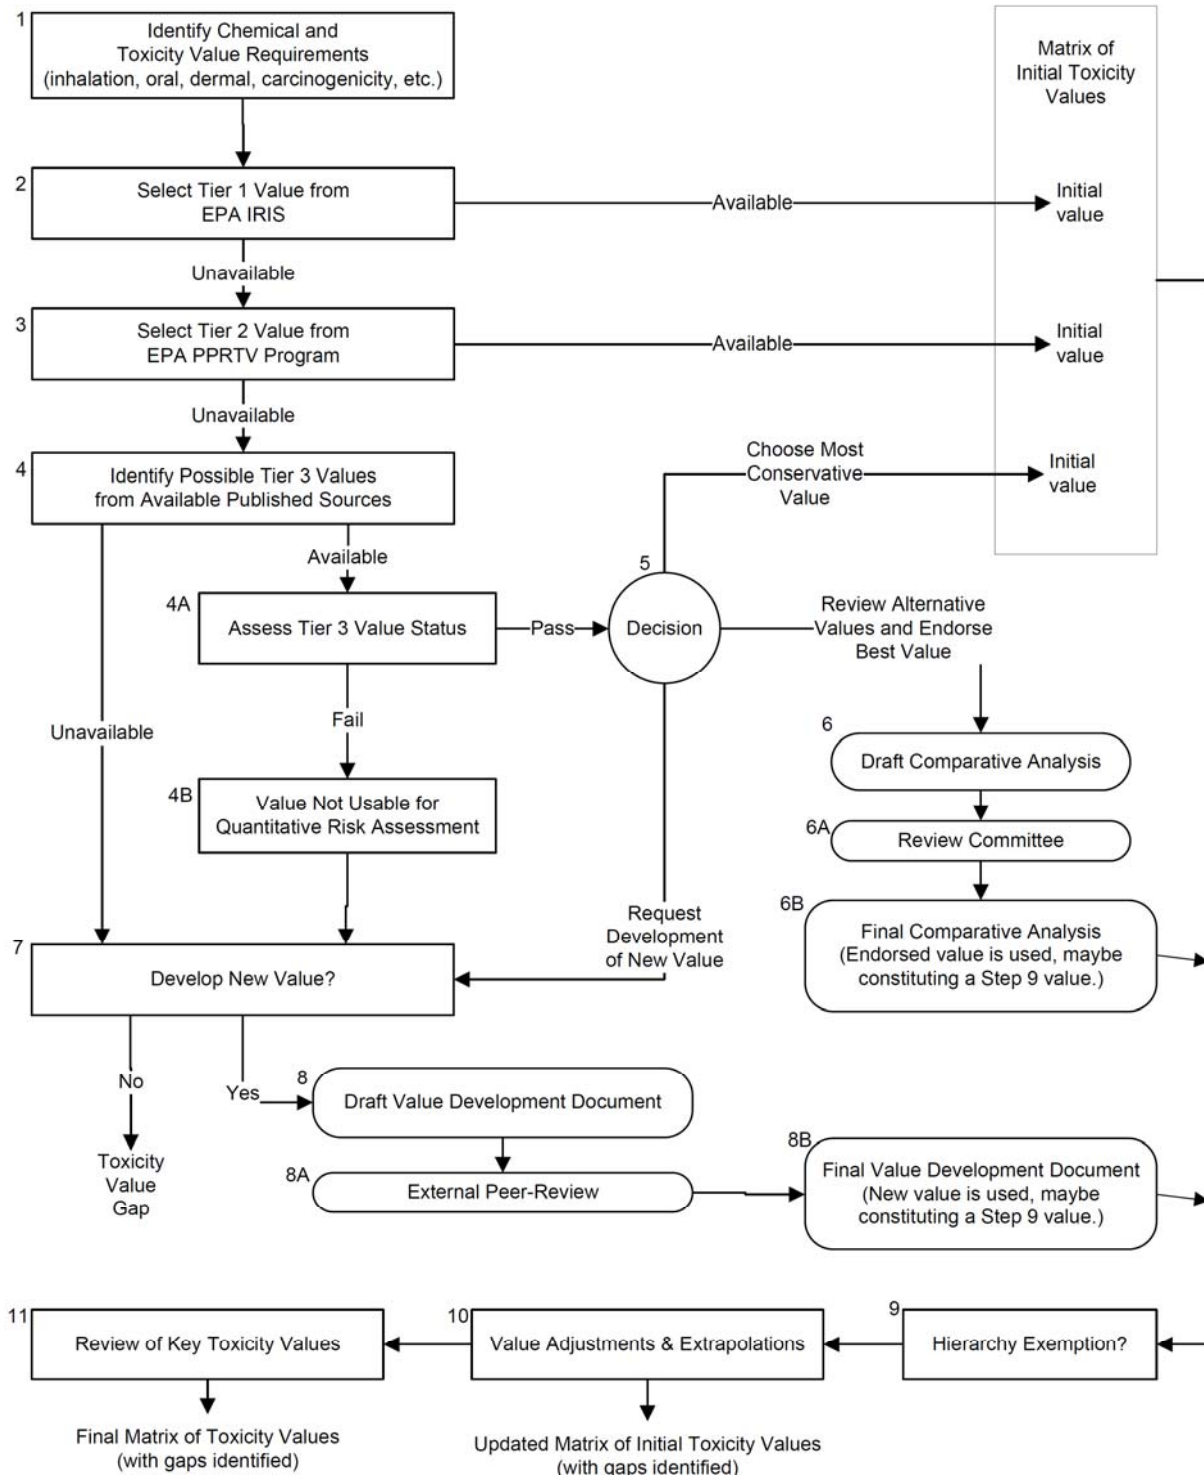 1
Identify Chemical and
Toxicity Value Requirements
(inhalation, oral, dermal, carcinogenicity, etc.)
Matrix of
Initial Toxicity
Values
2
Select Tier 1 Value from
EPA IRIS
Available
Initial
value
Unavailable
3
Select Tier 2 Value from
EPA PPRTV Program
Available
Initial
value
Unavailable
4
Identify Possible Tier 3 Values
from Available Published Sources
Choose Most
Conservative
Value
Initial
value
Available
4A
Assess Tier 3 Value Status
Pass
5
Decision
Review Alternative
Values and Endorse
Best Value
Unavailable
Fail
4B
Value Not Usable for
Quantitative Risk Assessment
6
Draft Comparative Analysis
6A
Review Committee
6B
Final Comparative Analysis
(Endorsed value is used, maybe
constituting a Step 9 value.)
Request
Development
of New Value
7
Develop New Value?
No
Toxicity
Value
Gap
Yes
8
Draft Value Development Document
8A
External Peer-Review
8B
Final Value Development Document
(New value is used, maybe
constituting a Step 9 value.)
11
Review of Key Toxicity Values
10
Value Adjustments & Extrapolations
9
Hierarchy Exemption?
Final Matrix of Toxicity Values
(with gaps identified)
Updated Matrix of Initial Toxicity Values
(with gaps identified)